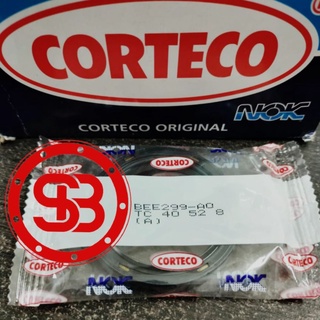 CORTECO
NOK
CORTECO ORIGINAL
CORTECO
BEE299-A0
TC 40 52 8
(A)
SB
CORTECO
CORTECO
NOK